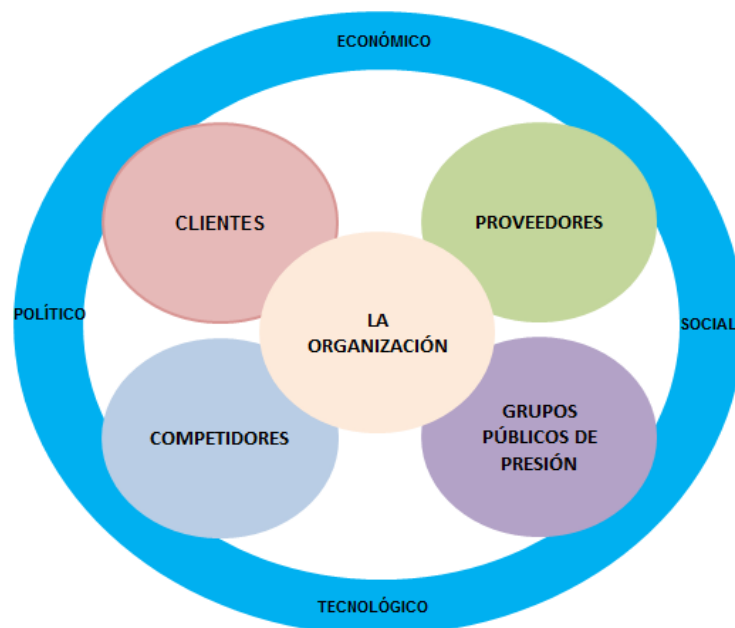 ECONÓMICO
CLIENTES
PROVEEDORES
POLÍTICO
LA
ORGANIZACIÓN
SOCIAL
COMPETIDORES
GRUPOS
PÚBLICOS DE
PRESIÓN
TECNOLÓGICO